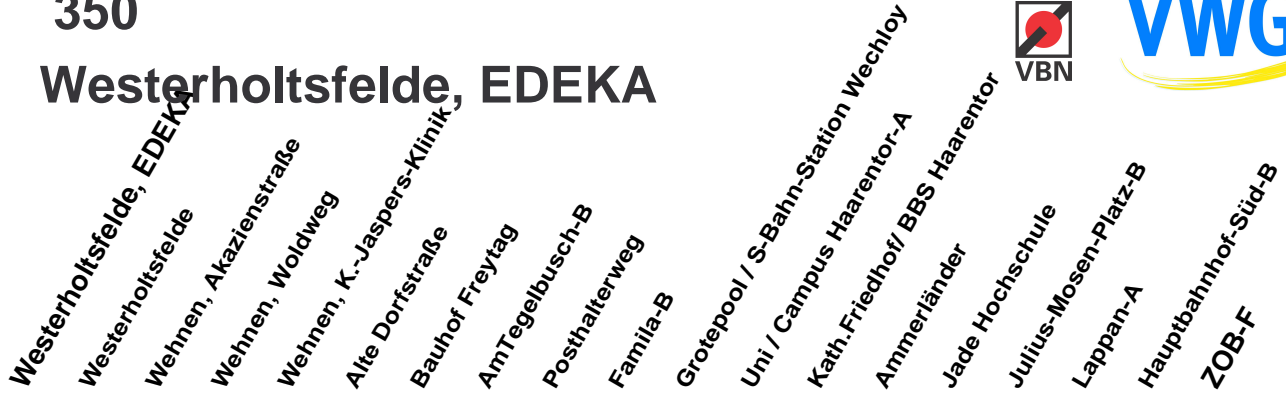 350
VBN
VWG
Westerholtsfelde, EDEKA
Westerholtsfelde, EDEKA
Westerholtsfelde
Wehnen, Akazienstraße
Wehnen, Woldweg
Wehnen, K.-Jaspers-Klinik
Alte Dorfstraße
Bauhof Freytag
AmTegelbusch-B
Posthalterweg
Famila-B
Grotepool / S-Bahn-Station Wechloy
Uni / Campus Haarentor-A
Kath.Friedhof/ BBS Haarentor
Ammerländer
Jade Hochschule
Julius-Mosen-Platz-B
Lappan-A
Hauptbahnhof-Süd-B
ZOB-F